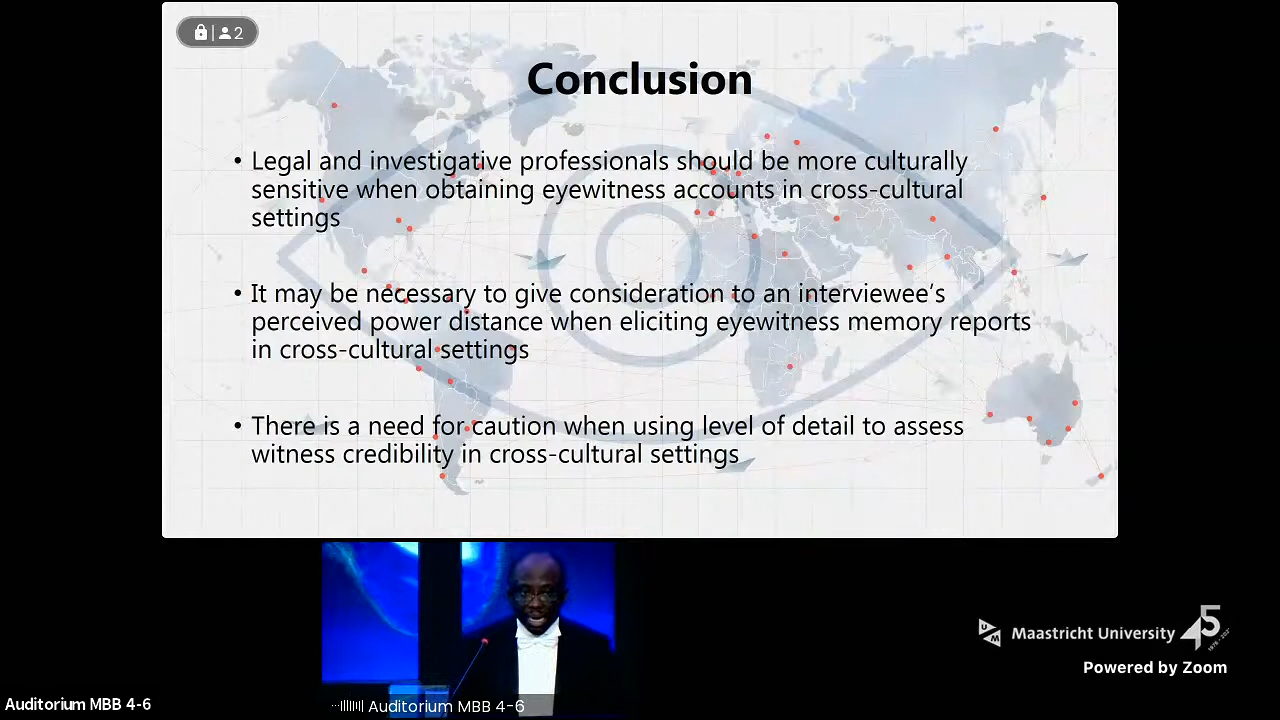 2
Conclusion
• Legal and investigative professionals should be more culturally
sensitive when obtaining eyewitness accounts in cross-cultural
settings
• It may be necessary to give consideration to an interviewee's
perceived power distance when eliciting eyewitness memory reports
in cross-cultural settings
• There is a need for caution when using level of detail to assess
witness credibility in cross-cultural settings
UM
Maastricht University
45
Powered by Zoom
Auditorium MBB 4-6
Auditorium MBB 4-6